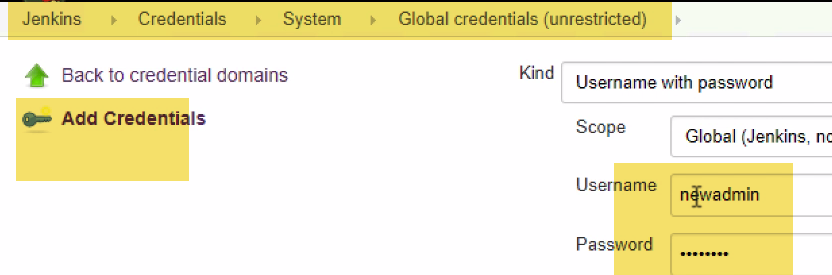 Jenkins Credentials System Global credentials (unrestricted)
Back to credential domains
Add Credentials
Kind Username with password
Scope Global (Jenkins, no
Username newadmin
Password ••••••••